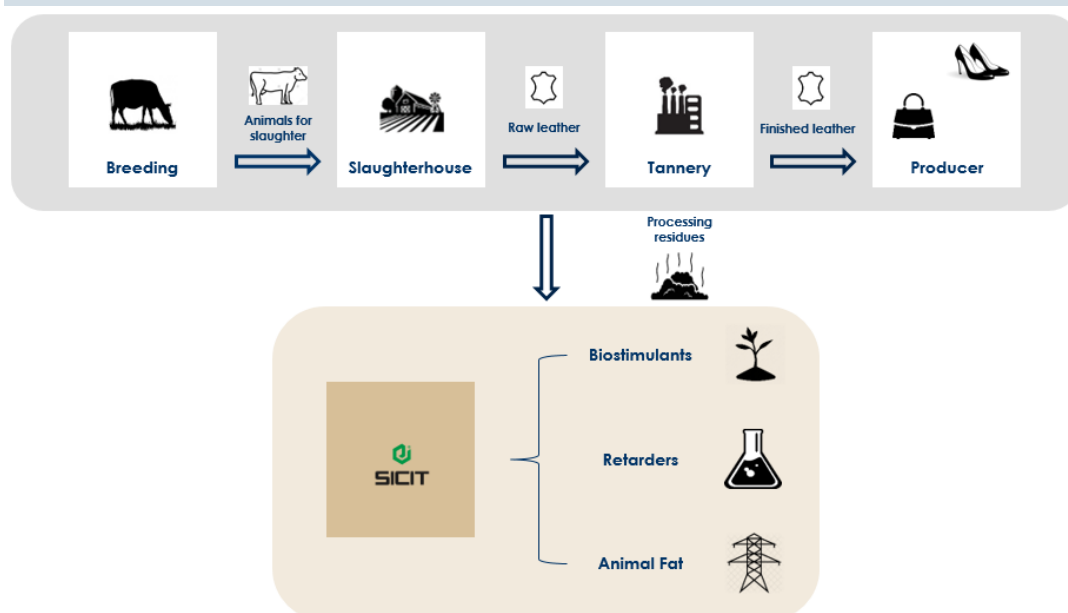 Animals for
slaughter
Raw leather
Finished leather
Breeding
Slaughterhouse
Tannery
Producer
Processing
residues
Biostimulants
SICIT
Retarders
Animal Fat